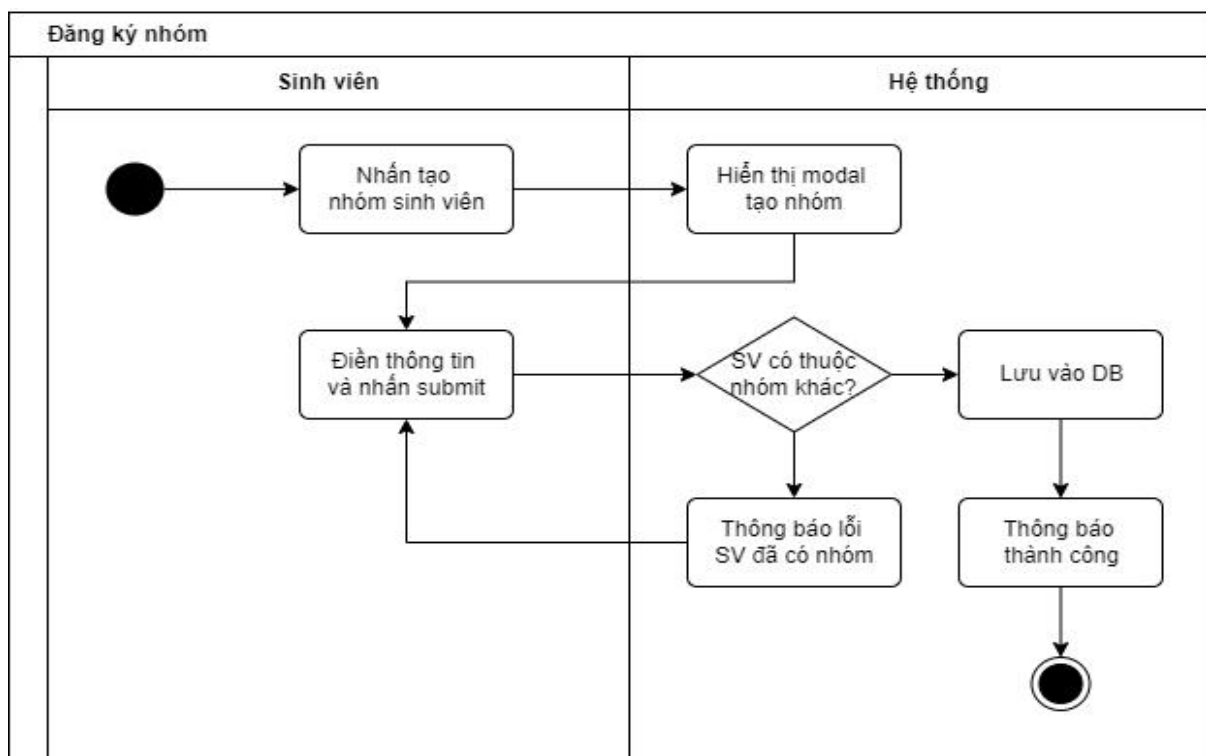 Đăng ký nhóm
Sinh viên
Hệ thống
Nhấn tạo
nhóm sinh viên
Hiển thị modal
tạo nhóm
Điền thông tin
và nhấn submit
SV có thuộc
nhóm khác?
Lưu vào DB
Thông báo lỗi
SV đã có nhóm
Thông báo
thành công